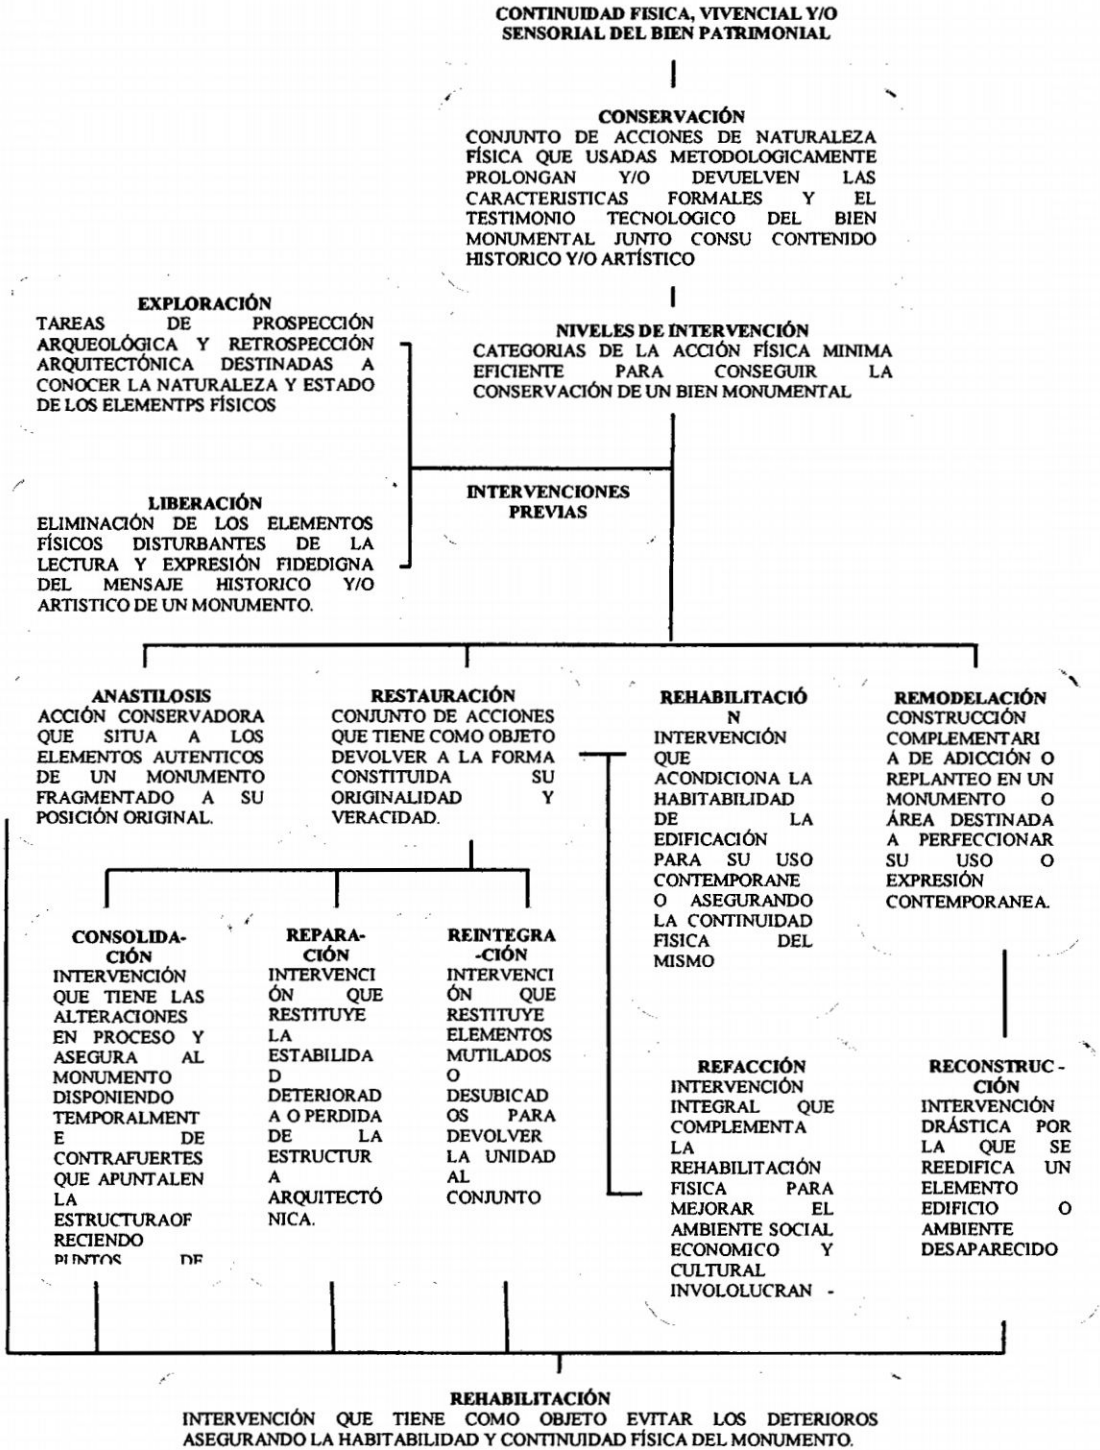 CONTINUIDAD FISICA, VIVENCIAL Y/O
SENSORIAL DEL BIEN PATRIMONIAL
CONSERVACIÓN
CONJUNTO DE ACCIONES DE NATURALEZA
FÍSICA QUE USADAS METODOLOGICAMENTE
PROLONGAN Y/O DEVUELVEN LAS
CARACTERISTICAS FORMALES Y EL
TESTIMONIO TECNOLOGICO DEL BIEN
MONUMENTAL JUNTO CONSU CONTENIDO
HISTORICO Y/O ARTÍSTICO
EXPLORACIÓN
TAREAS DE PROSPECCIÓN
ARQUEOLÓGICA Y RETROSPECCIÓN
ARQUITECTÓNICA DESTINADAS A
CONOCER LA NATURALEZA Y ESTADO
DE LOS ELEMENTPS FÍSICOS
NIVELES DE INTERVENCIÓN
CATEGORIAS DE LA ACCIÓN FÍSICA MINIMA
EFICIENTE PARA CONSEGUIR LA
CONSERVACIÓN DE UN BIEN MONUMENTAL
INTERVENCIONES
PREVIAS
LIBERACIÓN
ELIMINACIÓN DE LOS ELEMENTOS
FÍSICOS DISTURBANTES DE LA
LECTURA Y EXPRESIÓN FIDEDIGNA
DEL MENSAJE HISTORICO Y/O
ARTISTICO DE UN MONUMENTO.
ANASTILOSIS
ACCIÓN CONSERVADORA
QUE SITUA A LOS
ELEMENTOS AUTENTICOS
DE UN MONUMENTO
FRAGMENTADO A SU
POSICIÓN ORIGINAL.
RESTAURACIÓN
CONJUNTO DE ACCIONES
QUE TIENE COMO OBJETO
DEVOLVER A LA FORMA
CONSTITUIDA SU
ORIGINALIDAD Y
VERACIDAD.
REHABILITACIÓ
N
INTERVENCIÓN
QUE
ACONDICIONA LA
HABITABILIDAD
DE LA
EDIFICACIÓN
PARA SU USO
CONTEMPORANE
O ASEGURANDO
LA CONTINUIDAD
FISICA DEL
MISMO
REMODELACIÓN
CONSTRUCCIÓN
COMPLEMENTARI
A DE ADICCIÓN O
REPLANTEO EN UN
MONUMENTO O
ÁREA DESTINADA
A PERFECCIONAR
SU USO O
EXPRESIÓN
CONTEMPORANEA.
CONSOLIDA-
CIÓN
INTERVENCIÓN
QUE TIENE LAS
ALTERACIONES
EN PROCESO Y
ASEGURA AL
MONUMENTO
DISPONIENDO
TEMPORALMENT
E DE
CONTRAFUERTES
QUE APUNTALEN
LA
ESTRUCTURAOF
RECIENDO
PUNTOS DE
REPARA-
CIÓN
INTERVENCI
ÓN QUE
RESTITUYE
LA
ESTABILIDA
D
DETERIORAD
A O PERDIDA
DE LA
ESTRUCTUR
A
ARQUITECTÓ
NICA.
REINTEGRA
-CIÓN
INTERVENCI
ÓN QUE
RESTITUYE
ELEMENTOS
MUTILADOS
O
DESUBICAD
OS PARA
DEVOLVER
LA UNIDAD
AL
CONJUNTO
REFACCIÓN
INTERVENCIÓN
INTEGRAL QUE
COMPLEMENTA
LA
REHABILITACIÓN
FISICA PARA
MEJORAR EL
AMBIENTE SOCIAL
ECONOMICO Y
CULTURAL
INVOLOLUCRAN -
RECONSTRUC -
CIÓN
INTERVENCIÓN
DRÁSTICA POR
LA QUE SE
REEDIFICA UN
ELEMENTO
EDIFICIO O
AMBIENTE
DESAPARECIDO
REHABILITACIÓN
INTERVENCIÓN QUE TIENE COMO OBJETO EVITAR LOS DETERIOROS
ASEGURANDO LA HABITABILIDAD Y CONTINUIDAD FÍSICA DEL MONUMENTO.